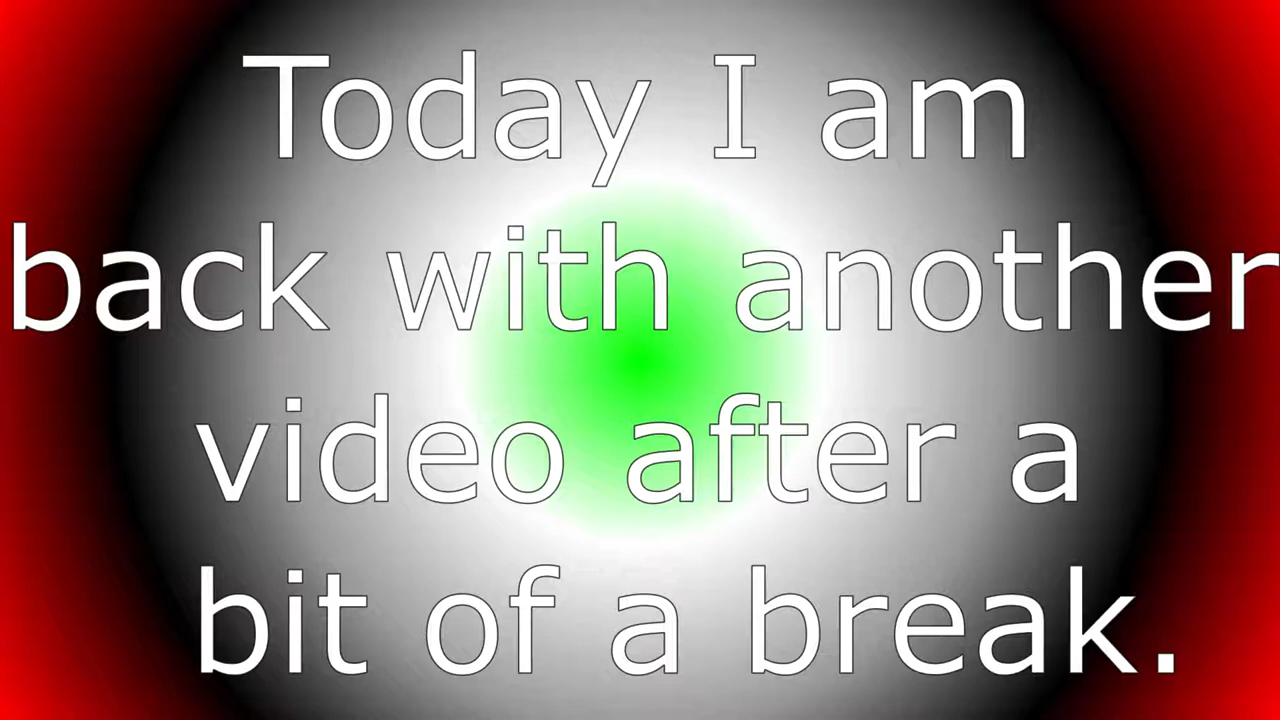 Today I am
back with another
video after a
bit of a break.